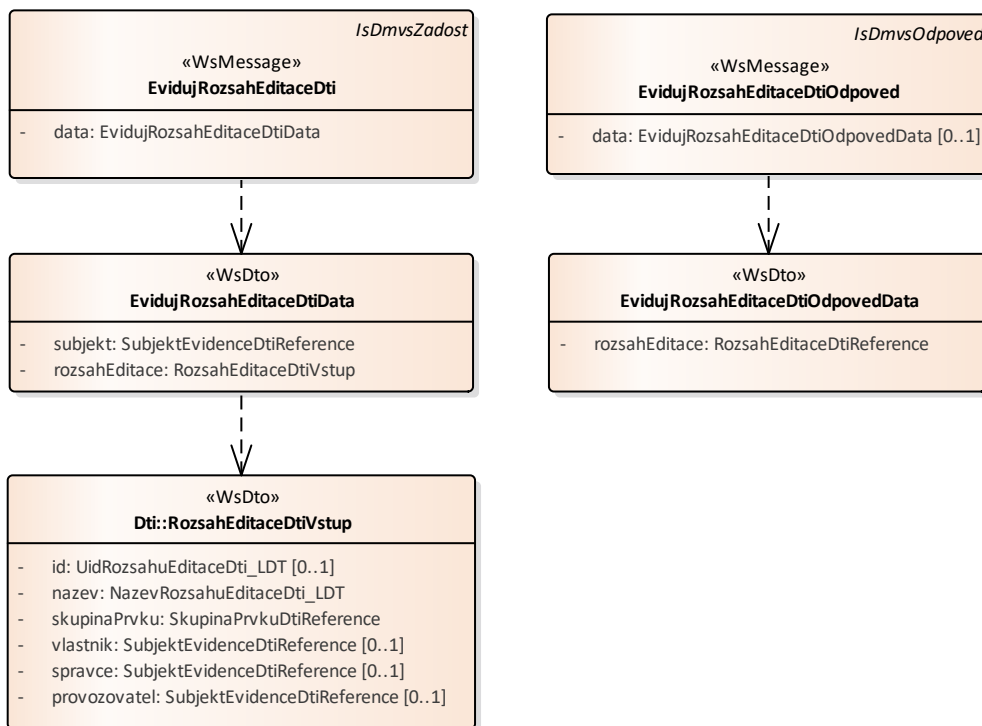 IsDmvsZadost
«WsMessage»
EvidujRozsahEditaceDti
- data: EvidujRozsahEditaceDtiData
IsDmvsOdpoved
«WsMessage»
EvidujRozsahEditaceDtiOdpoved
- data: EvidujRozsahEditaceDtiOdpovedData [0..1]
«WsDto»
EvidujRozsahEditaceDtiData
- subjekt: SubjektEvidenceDtiReference
- rozsahEditace: RozsahEditaceDtiVstup
«WsDto»
EvidujRozsahEditaceDtiOdpovedData
- rozsahEditace: RozsahEditaceDtiReference
«WsDto»
Dti::RozsahEditaceDtiVstup
- id: UidRozsahuEditaceDti_LDT [0..1]
- nazev: NazevRozsahuEditaceDti_LDT
- skupinaPrvku: SkupinaPrvkuDtiReference
- vlastnik: SubjektEvidenceDtiReference [0..1]
- spravce: SubjektEvidenceDtiReference [0..1]
- provozovatel: SubjektEvidenceDtiReference [0..1]